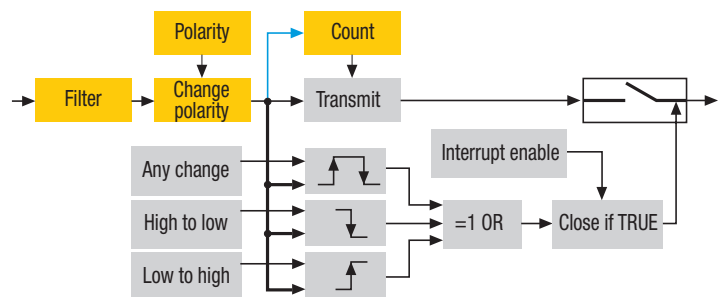 Polarity
Count
Filter
Change
polarity
Transmit
Interrupt enable
Any change
High to low
=1 OR
Close if TRUE
Low to high